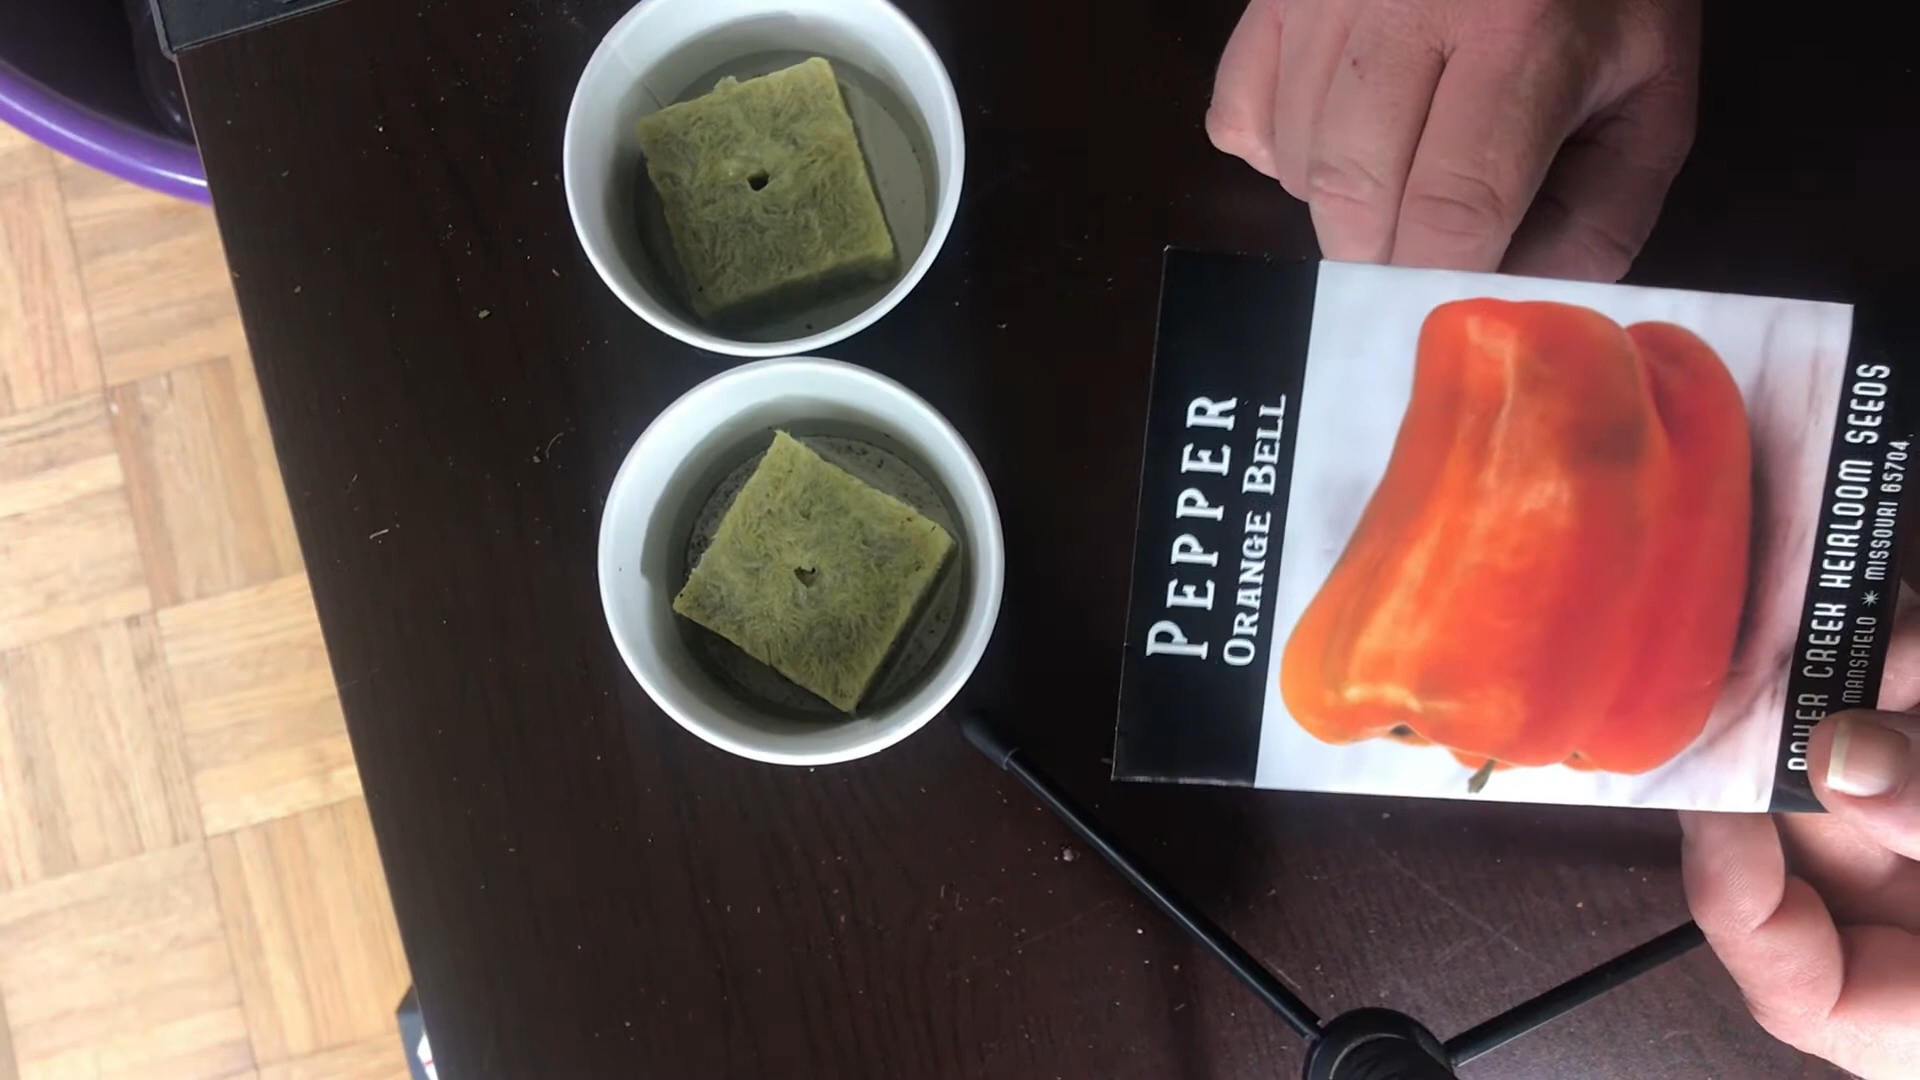 PEPPER
ORANGE BELL
CREEK HEIRLOOM SEEDS
MANSFIELD * MISSOURI 65704